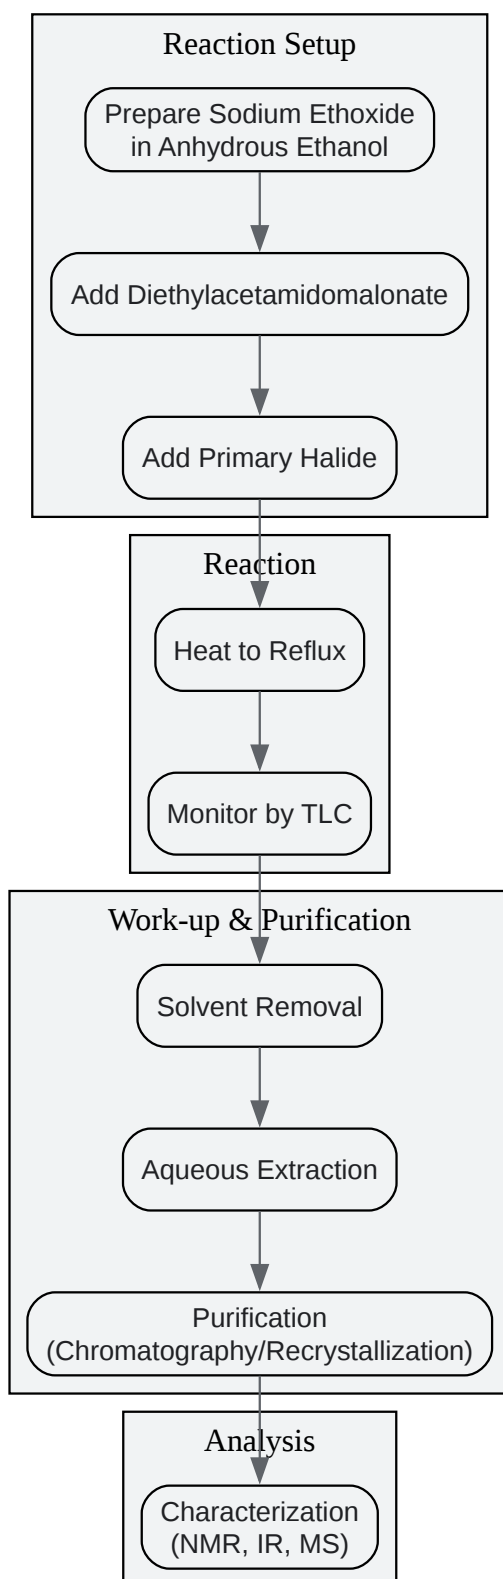 Reaction Setup
Prepare Sodium Ethoxide
in Anhydrous Ethanol
Add Diethylacetamidomalonate
Add Primary Halide
Reaction
Heat to Reflux
Monitor by TLC
Work-up & Purification
Solvent Removal
Aqueous Extraction
Purification
(Chromatography/Recrystallization)
Analysis
Characterization
(NMR, IR, MS)